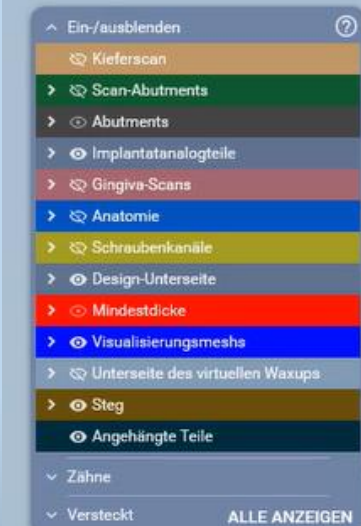 Ein-/ausblenden
Kieferscan
Scan-Abutments
Abutments
Implantatanalogteile
Gingiva-Scans
Anatomie
Schraubenkanäle
Design-Unterseite
Mindestdicke
Visualisierungsmeshs
Unterseite des virtuellen Waxups
Steg
Angehängte Teile
Zähne
Versteckt ALLE ANZEIGEN